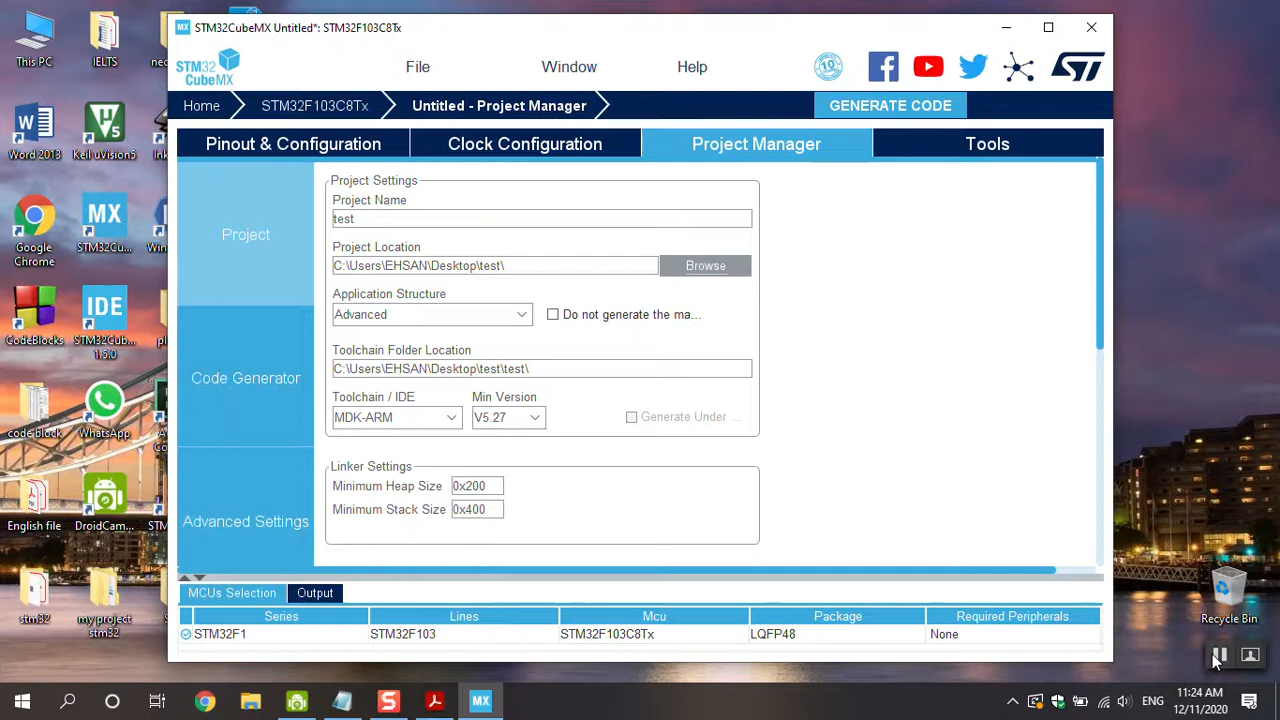 STM32CubeMX Untitled*: STM32F103C8Tx
STM32
CubeMX
File
Window
Help
10
ST
Home
STM32F103C8Tx
Untitled - Project Manager
GENERATE CODE
Pinout & Configuration
Clock Configuration
Project Manager
Tools
Project
Code Generator
Advanced Settings
Project Settings
Project Name
test
Project Location
C:\Users\EHSAN\Desktop\test\
Browse
Application Structure
Advanced
Do not generate the ma...
Toolchain Folder Location
C:\Users\EHSAN\Desktop\test\test\
Toolchain / IDE
Min Version
MDK-ARM
V5.27
Generate Under ...
Linker Settings
Minimum Heap Size
0x200
Minimum Stack Size
0x400
MCUs Selection
Output
Series
Lines
Mcu
Package
Required Peripherals
STM32F1
STM32F103
STM32F103C8Tx
LQFP48
None
This PC
IELTS
Word 2013
Keil uVision5
Google
Chrome
MX
STM32Cu...
CodeBlocks
IDE
STM32Cub...
1.5.0
code block
WhatsApp
English file
DroidCam...
stm32
my project
stm32
Recycle Bin
MX
ENG
11:24 AM
12/11/2020